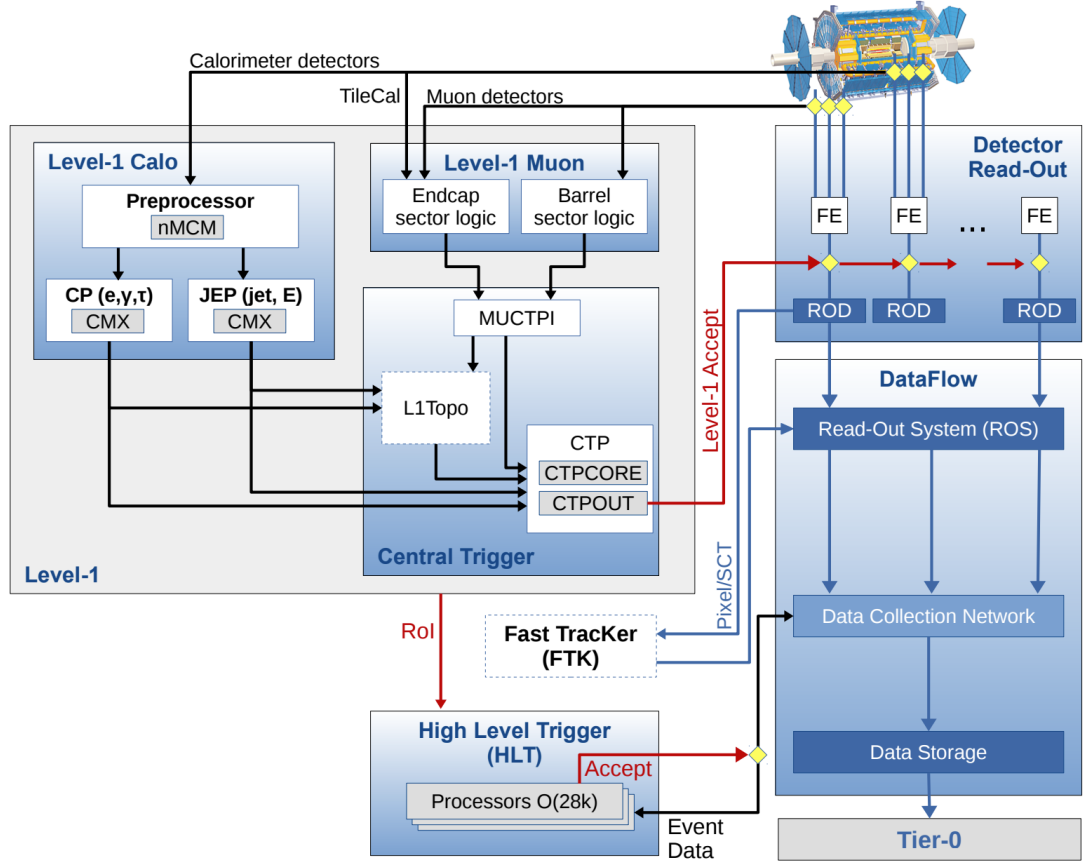 Calorimeter detectors
TileCal
Muon detectors
Level-1 Calo
Preprocessor
nMCM
CP (e,γ,τ)
CMX
JEP (jet, E)
CMX
Level-1 Muon
Endcap
sector logic
Barrel
sector logic
MUCTPI
L1Topo
CTP
CTPCORE
CTPOUT
Central Trigger
Level-1
Level-1 Accept
Detector
Read-Out
FE
FE
...
FE
ROD
ROD
ROD
DataFlow
Read-Out System (ROS)
Pixel/SCT
Data Collection Network
RoI
Fast TracKer
(FTK)
High Level Trigger
(HLT)
Accept
Processors O(28k)
Event
Data
Data Storage
Tier-0